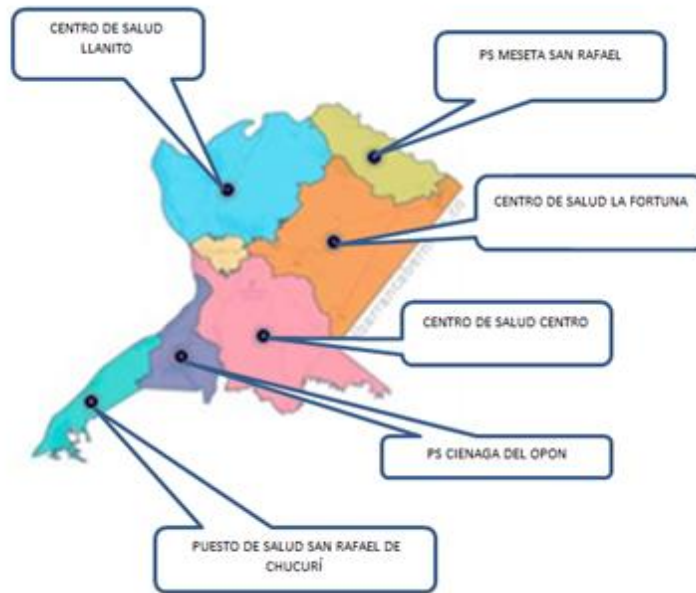 CENTRO DE SALUD
LLANITO
PS MESETA SAN RAFAEL
CENTRO DE SALUD LA FORTUNA
CENTRO DE SALUD CENTRO
PS CIENAGA DEL OPON
PUESTO DE SALUD SAN RAFAEL DE
CHUCURÍ